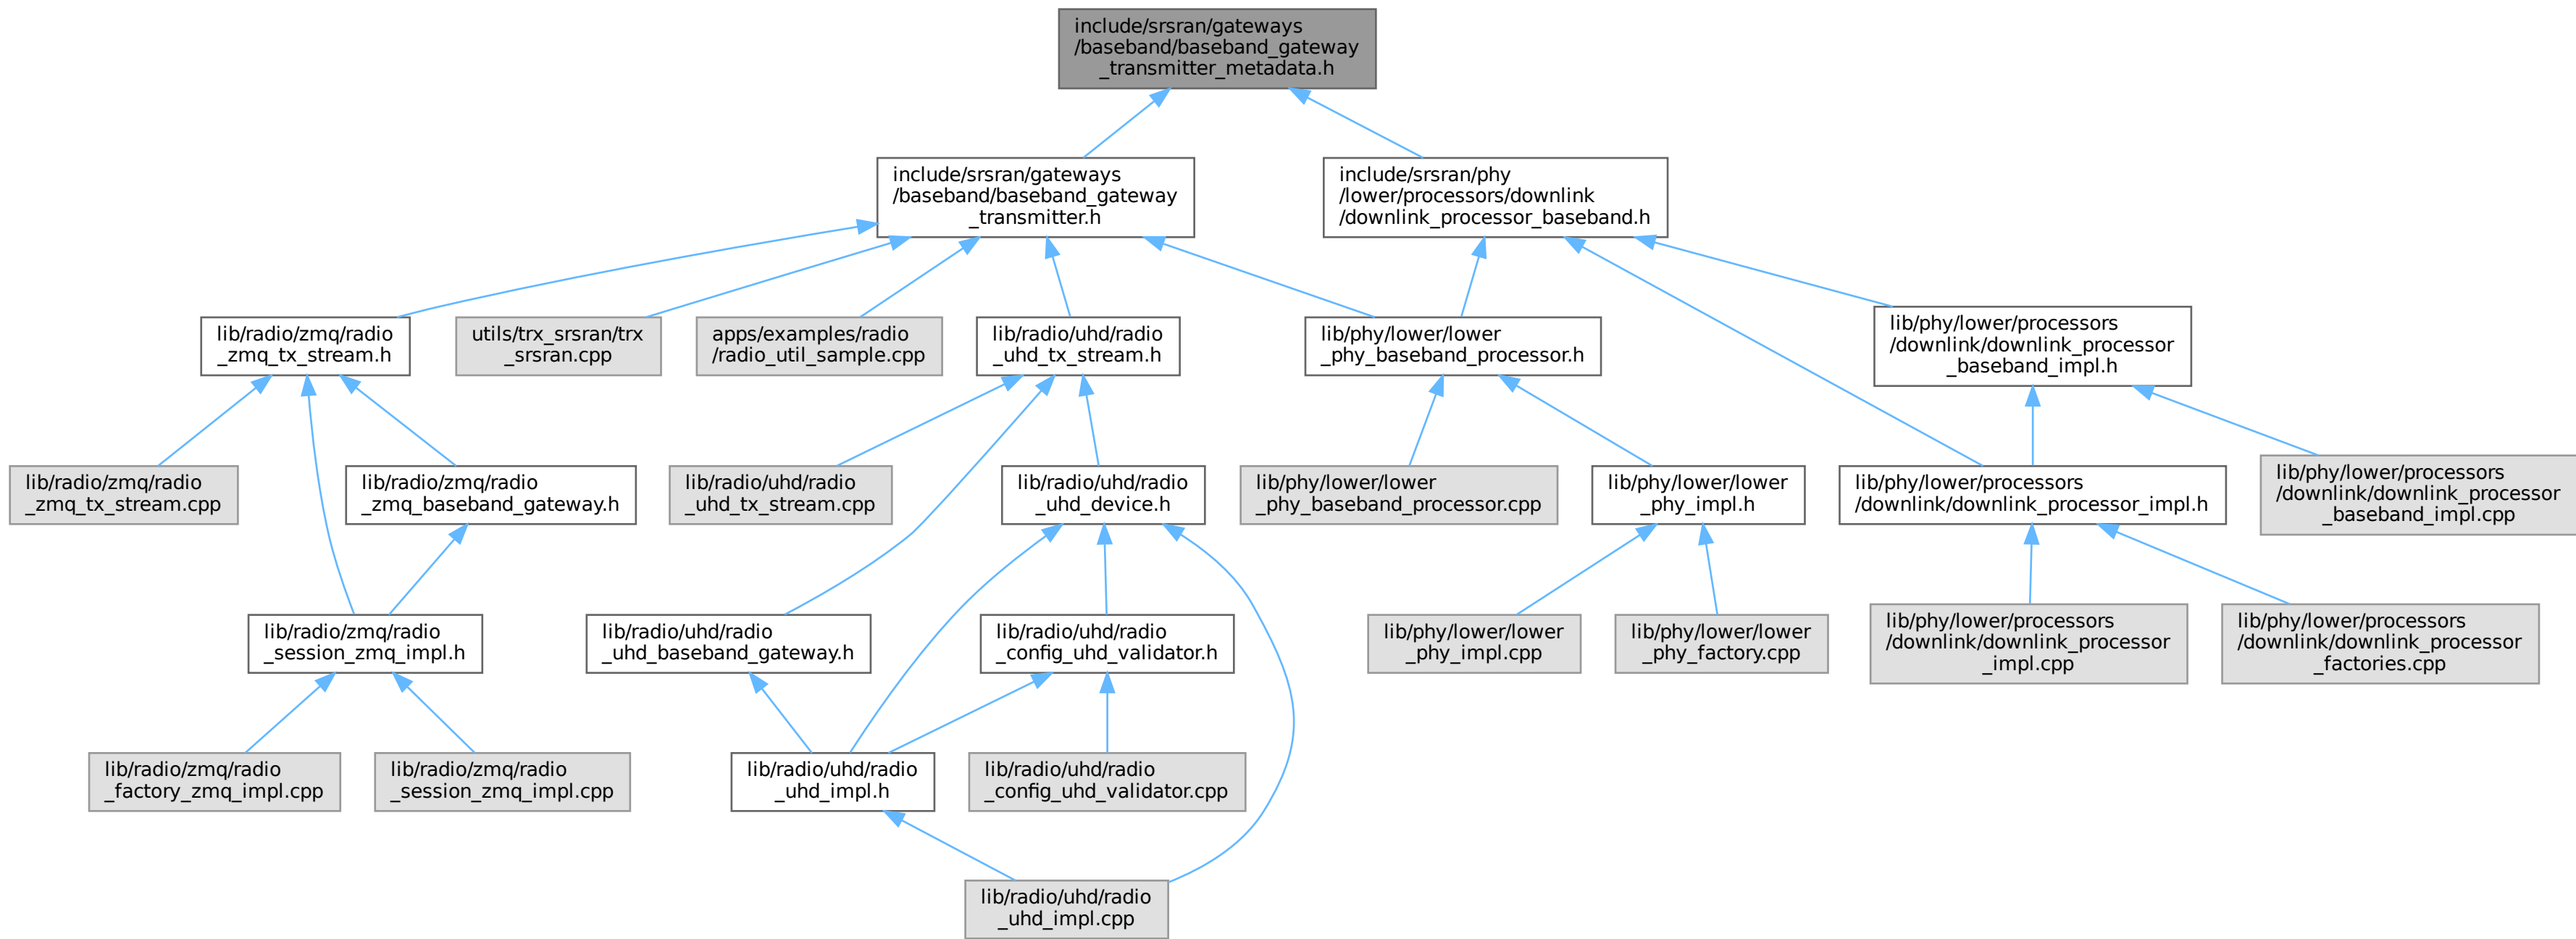 include/srsran/gateways
/baseband/baseband_gateway
_transmitter_metadata.h
include/srsran/gateways
/baseband/baseband_gateway
_transmitter.h
include/srsran/phy
/lower/processors/downlink
/downlink_processor_baseband.h
lib/radio/zmq/radio
_zmq_tx_stream.h
utils/trx_srsran/trx
_srsran.cpp
apps/examples/radio
/radio_util_sample.cpp
lib/radio/uhd/radio
_uhd_tx_stream.h
lib/phy/lower/lower
_phy_baseband_processor.h
lib/phy/lower/processors
/downlink/downlink_processor
_baseband_impl.h
lib/radio/zmq/radio
_zmq_tx_stream.cpp
lib/radio/zmq/radio
_zmq_baseband_gateway.h
lib/radio/uhd/radio
_uhd_tx_stream.cpp
lib/radio/uhd/radio
_uhd_device.h
lib/phy/lower/lower
_phy_baseband_processor.cpp
lib/phy/lower/lower
_phy_impl.h
lib/phy/lower/processors
/downlink/downlink_processor_impl.h
lib/phy/lower/processors
/downlink/downlink_processor
_baseband_impl.cpp
lib/radio/zmq/radio
_session_zmq_impl.h
lib/radio/uhd/radio
_uhd_baseband_gateway.h
lib/radio/uhd/radio
_config_uhd_validator.h
lib/phy/lower/lower
_phy_impl.cpp
lib/phy/lower/lower
_phy_factory.cpp
lib/phy/lower/processors
/downlink/downlink_processor
_impl.cpp
lib/phy/lower/processors
/downlink/downlink_processor
_factories.cpp
lib/radio/zmq/radio
_factory_zmq_impl.cpp
lib/radio/zmq/radio
_session_zmq_impl.cpp
lib/radio/uhd/radio
_uhd_impl.h
lib/radio/uhd/radio
_config_uhd_validator.cpp
lib/radio/uhd/radio
_uhd_impl.cpp